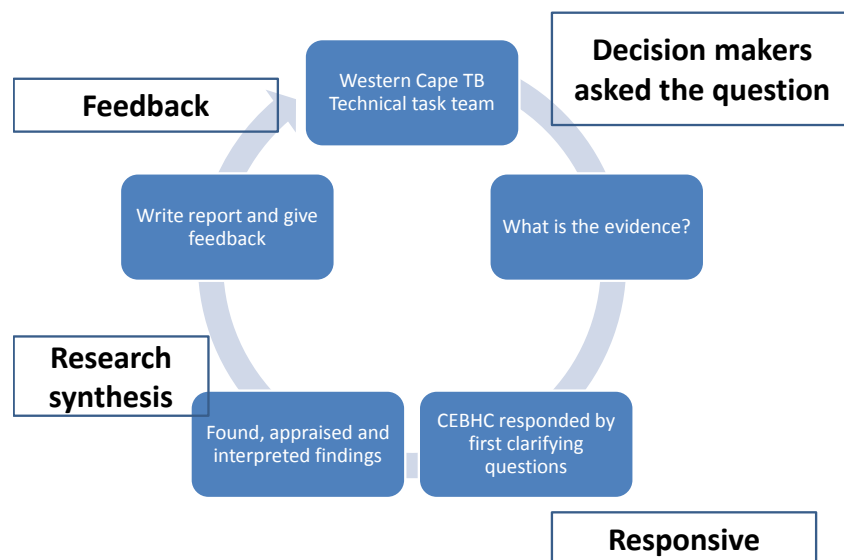 Decision makers
asked the question
Western Cape TB
Technical task team
Feedback
Write report and give
feedback
What is the evidence?
Research
synthesis
Found, appraised and
interpreted findings
CEBHC responded by
first clarifying
questions
Responsive